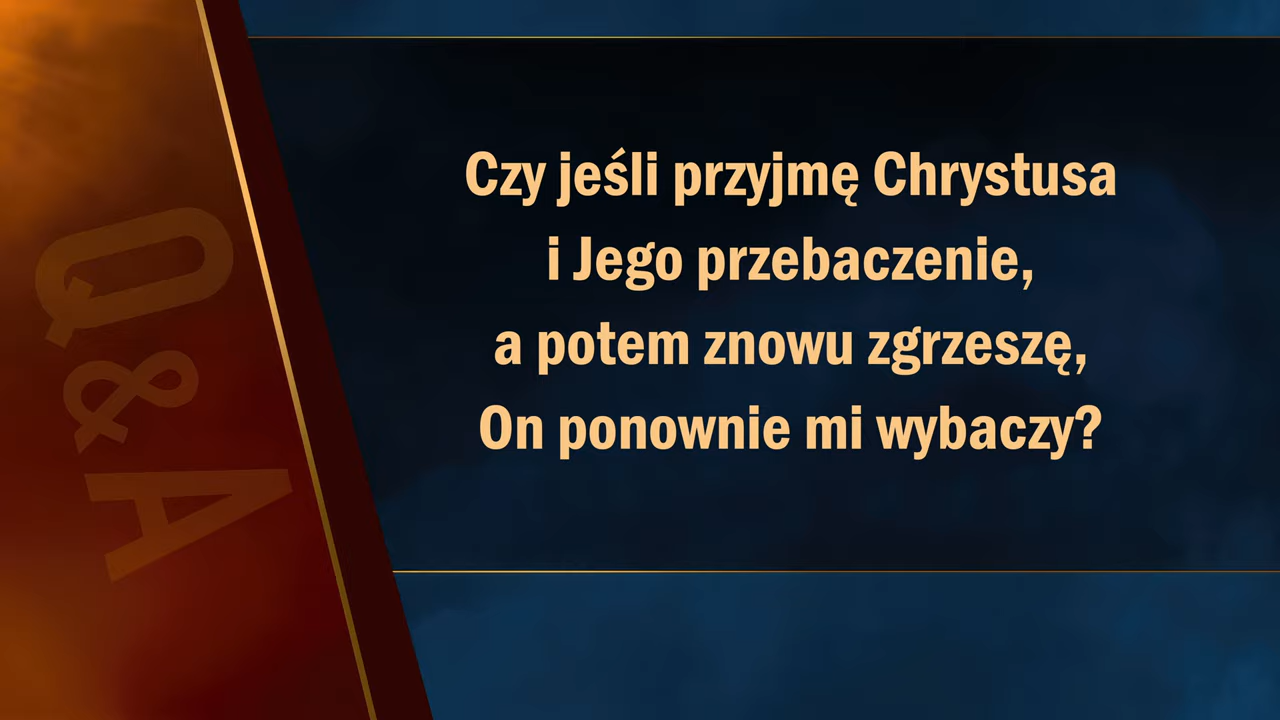 Q&A
Czy jeśli przyjmę Chrystusa
i Jego przebaczenie,
a potem znowu zgrzeszę,
On ponownie mi wybaczy?